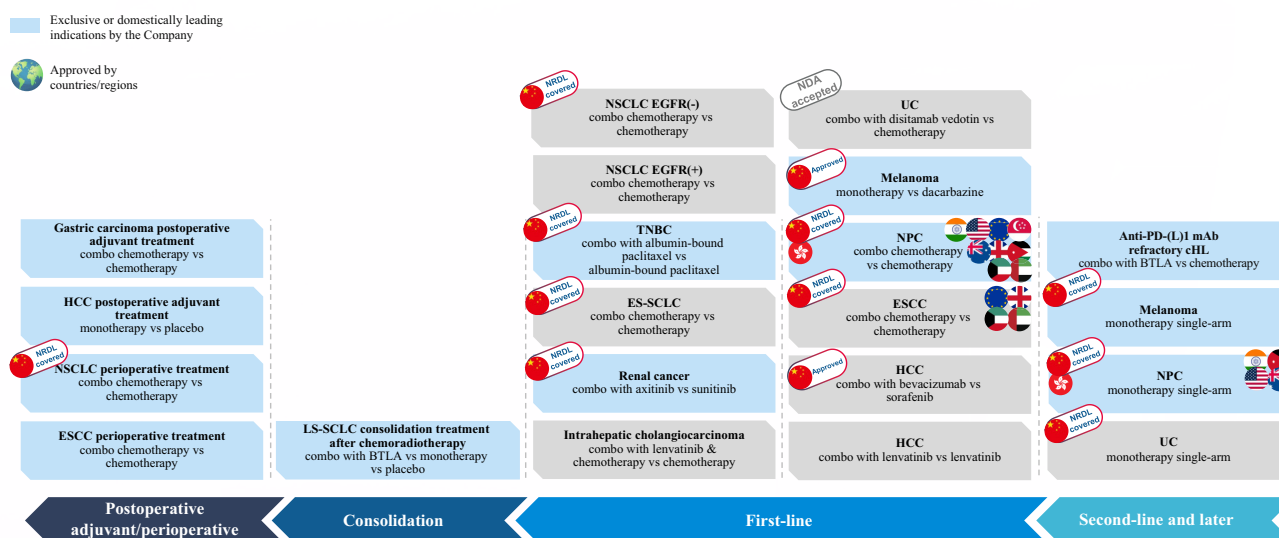 Exclusive or domestically leading
indications by the Company
Approved by
countries/regions
NRDL
covered
NSCLC EGFR(-)
combo chemotherapy vs
chemotherapy
NDA
accepted
UC
combo with disitamab vedotin vs
chemotherapy
NSCLC EGFR(+)
combo chemotherapy vs
chemotherapy
Approved
Melanoma
monotherapy vs dacarbazine
Gastric carcinoma postoperative
adjuvant treatment
combo chemotherapy vs
chemotherapy
NRDL
covered
TNBC
combo with albumin-bound
paclitaxel vs
albumin-bound paclitaxel
NRDL
covered
NPC
combo chemotherapy
vs chemotherapy
Anti-PD-(L)1 mAb
refractory cHL
combo with BTLA vs chemotherapy
HCC postoperative adjuvant
treatment
monotherapy vs placebo
NRDL
covered
ES-SCLC
combo chemotherapy vs
chemotherapy
NRDL
covered
ESCC
combo chemotherapy vs
chemotherapy
NRDL
covered
Melanoma
monotherapy single-arm
NRDL
covered
NSCLC perioperative treatment
combo chemotherapy vs
chemotherapy
NRDL
covered
Renal cancer
combo with axitinib vs sunitinib
Approved
HCC
combo with bevacizumab vs
sorafenib
NRDL
covered
NPC
monotherapy single-arm
ESCC perioperative treatment
combo chemotherapy vs
chemotherapy
LS-SCLC consolidation treatment
after chemoradiotherapy
combo with BTLA vs monotherapy
vs placebo
Intrahepatic cholangiocarcinoma
combo with lenvatinib &
chemotherapy vs chemotherapy
HCC
combo with lenvatinib vs lenvatinib
NRDL
covered
UC
monotherapy single-arm
Postoperative
adjuvant/perioperative
Consolidation
First-line
Second-line and later